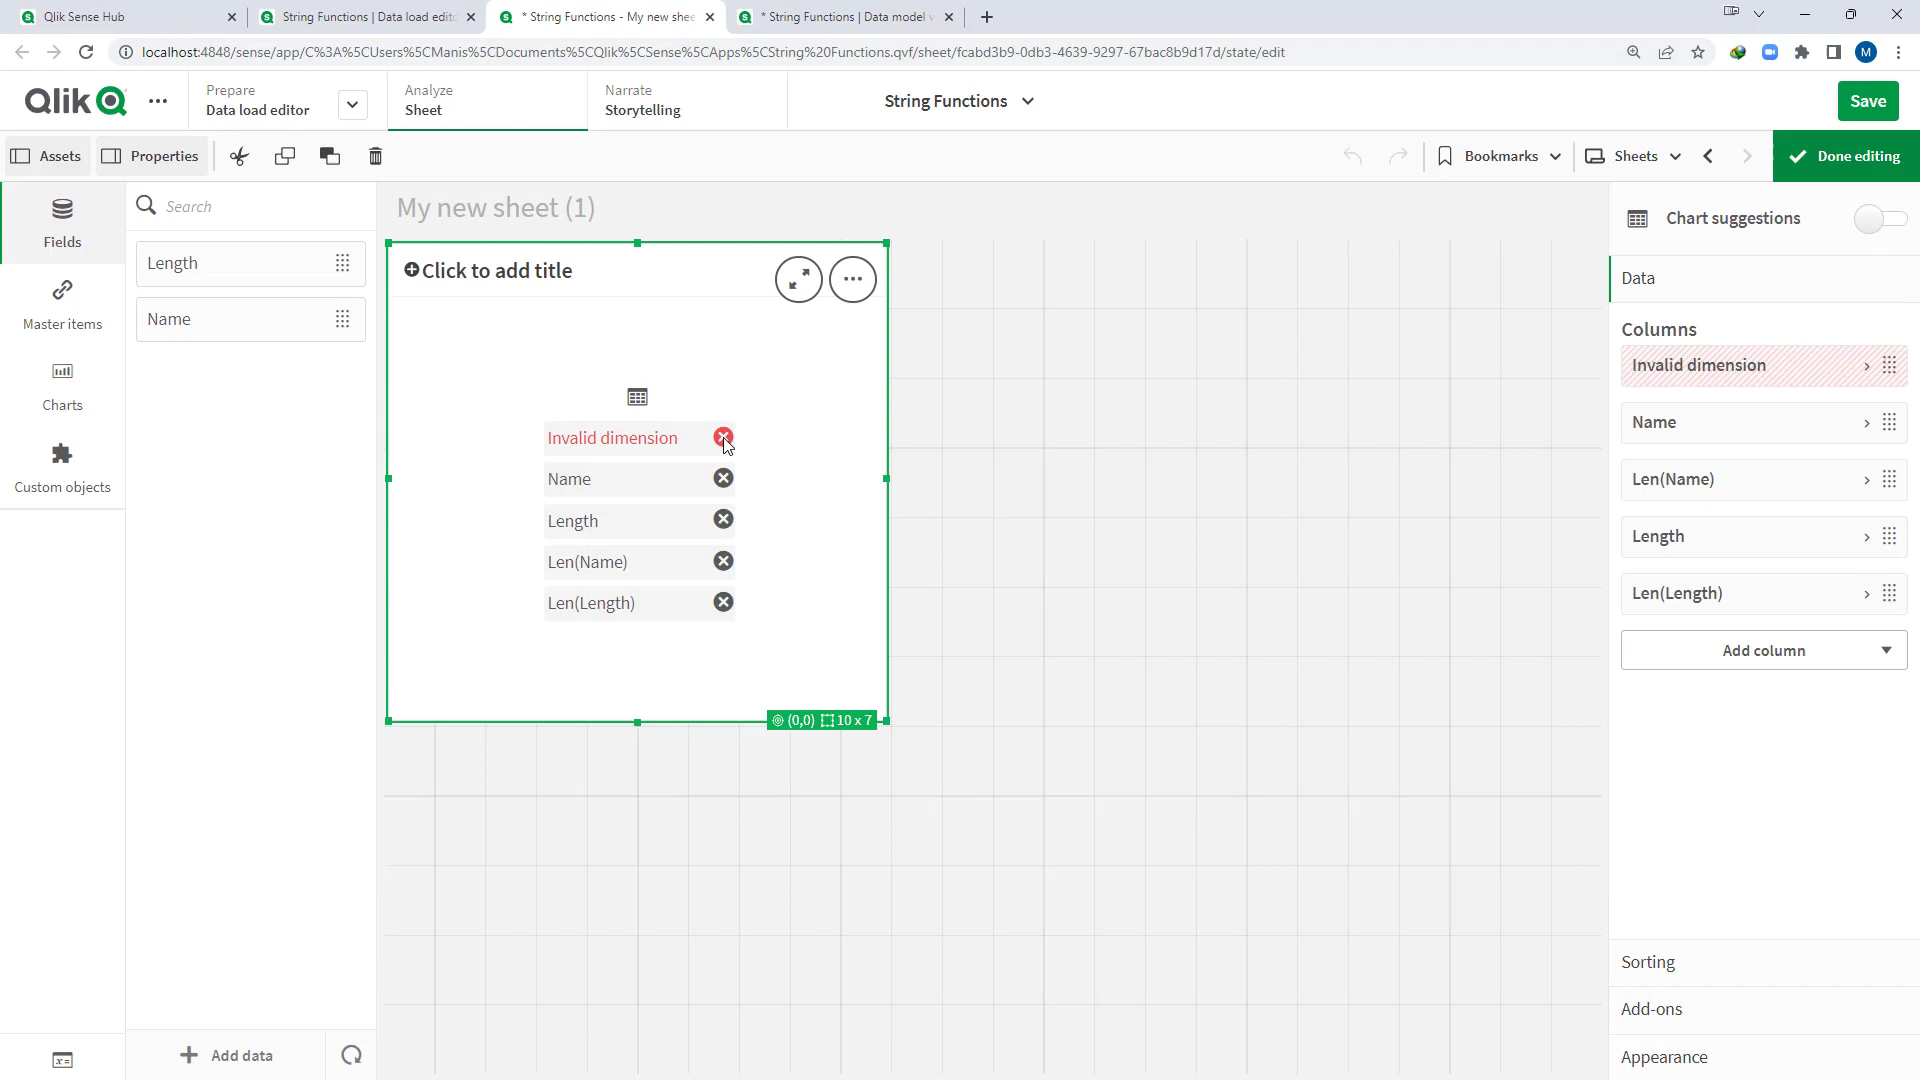 Qlik Sense Hub
String Functions | Data load edito
* String Functions - My new shee
* String Functions | Data model v
localhost:4848/sense/app/C%3A%5CUsers%5CManis%5CDocuments%5CQlik%5CSense%5CApps%5CString%20Functions.qvf/sheet/fcabd3b9-0db3-4639-9297-67bac8b9d17d/state/edit
M
Qlik
Prepare
Data load editor
Analyze
Sheet
Narrate
Storytelling
String Functions
Save
Assets
Properties
Bookmarks
Sheets
Done editing
Fields
Master items
Charts
Custom objects
Search
Length
Name
Add data
My new sheet (1)
Click to add title
Invalid dimension
Name
Length
Len(Name)
Len(Length)
(0,0) 10 x 7
Chart suggestions
Data
Columns
Invalid dimension
Name
Len(Name)
Length
Len(Length)
Add column
Sorting
Add-ons
Appearance